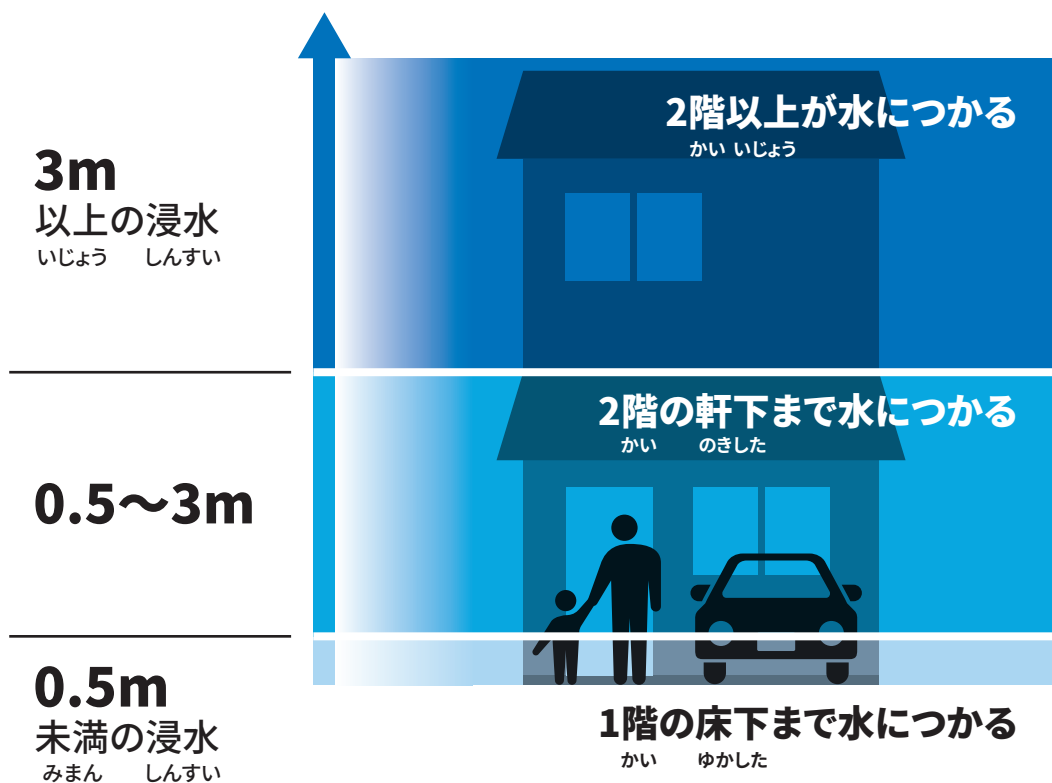 2階以上が水につかる
かい いじょう
3m
以上の浸水
いじょう しんすい
2階の軒下まで水につかる
かい のきした
0.5〜3m
0.5m
未満の浸水
みまん しんすい
1階の床下まで水につかる
かい ゆかした